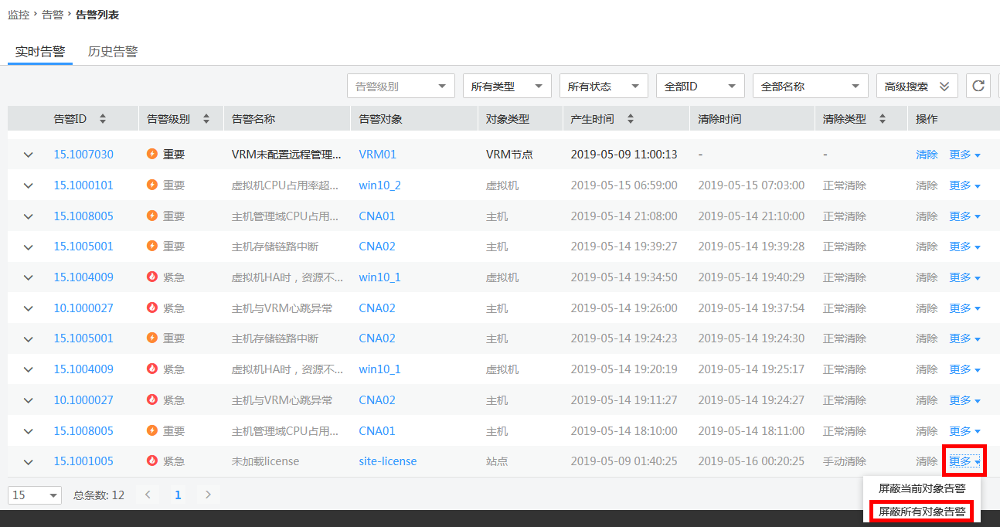 监控 › 告警 › 告警列表
实时告警 历史告警
告警级别 所有类型 所有状态 全部ID 全部名称 高级搜索
告警ID 告警级别 告警名称 告警对象 对象类型 产生时间 清除时间 清除类型 操作
15.1007030 重要 VRM未配置远程管理... VRM01 VRM节点 2019-05-09 11:00:13 - - 清除 更多
15.1000101 重要 虚拟机CPU占用率超... win10_2 虚拟机 2019-05-15 06:59:00 2019-05-15 07:03:00 正常清除 清除 更多
15.1008005 重要 主机管理域CPU占用... CNA01 主机 2019-05-14 21:08:00 2019-05-14 21:10:00 正常清除 清除 更多
15.1005001 重要 主机存储链路中断 CNA02 主机 2019-05-14 19:39:27 2019-05-14 19:39:28 正常清除 清除 更多
15.1004009 紧急 虚拟机HA时，资源不... win10_1 虚拟机 2019-05-14 19:34:50 2019-05-14 19:40:29 正常清除 清除 更多
10.1000027 紧急 主机与VRM心跳异常 CNA02 主机 2019-05-14 19:26:00 2019-05-14 19:37:54 正常清除 清除 更多
15.1005001 重要 主机存储链路中断 CNA02 主机 2019-05-14 19:24:23 2019-05-14 19:24:30 正常清除 清除 更多
15.1004009 紧急 虚拟机HA时，资源不... win10_1 虚拟机 2019-05-14 19:20:19 2019-05-14 19:25:17 正常清除 清除 更多
10.1000027 紧急 主机与VRM心跳异常 CNA02 主机 2019-05-14 19:11:27 2019-05-14 19:24:27 正常清除 清除 更多
15.1008005 重要 主机管理域CPU占用... CNA01 主机 2019-05-14 18:10:00 2019-05-14 18:11:00 正常清除 清除 更多
15.1001005 紧急 未加载license site-license 站点 2019-05-09 01:40:25 2019-05-16 00:20:25 手动清除 清除 更多
15 总条数: 12 1
屏蔽当前对象告警
屏蔽所有对象告警